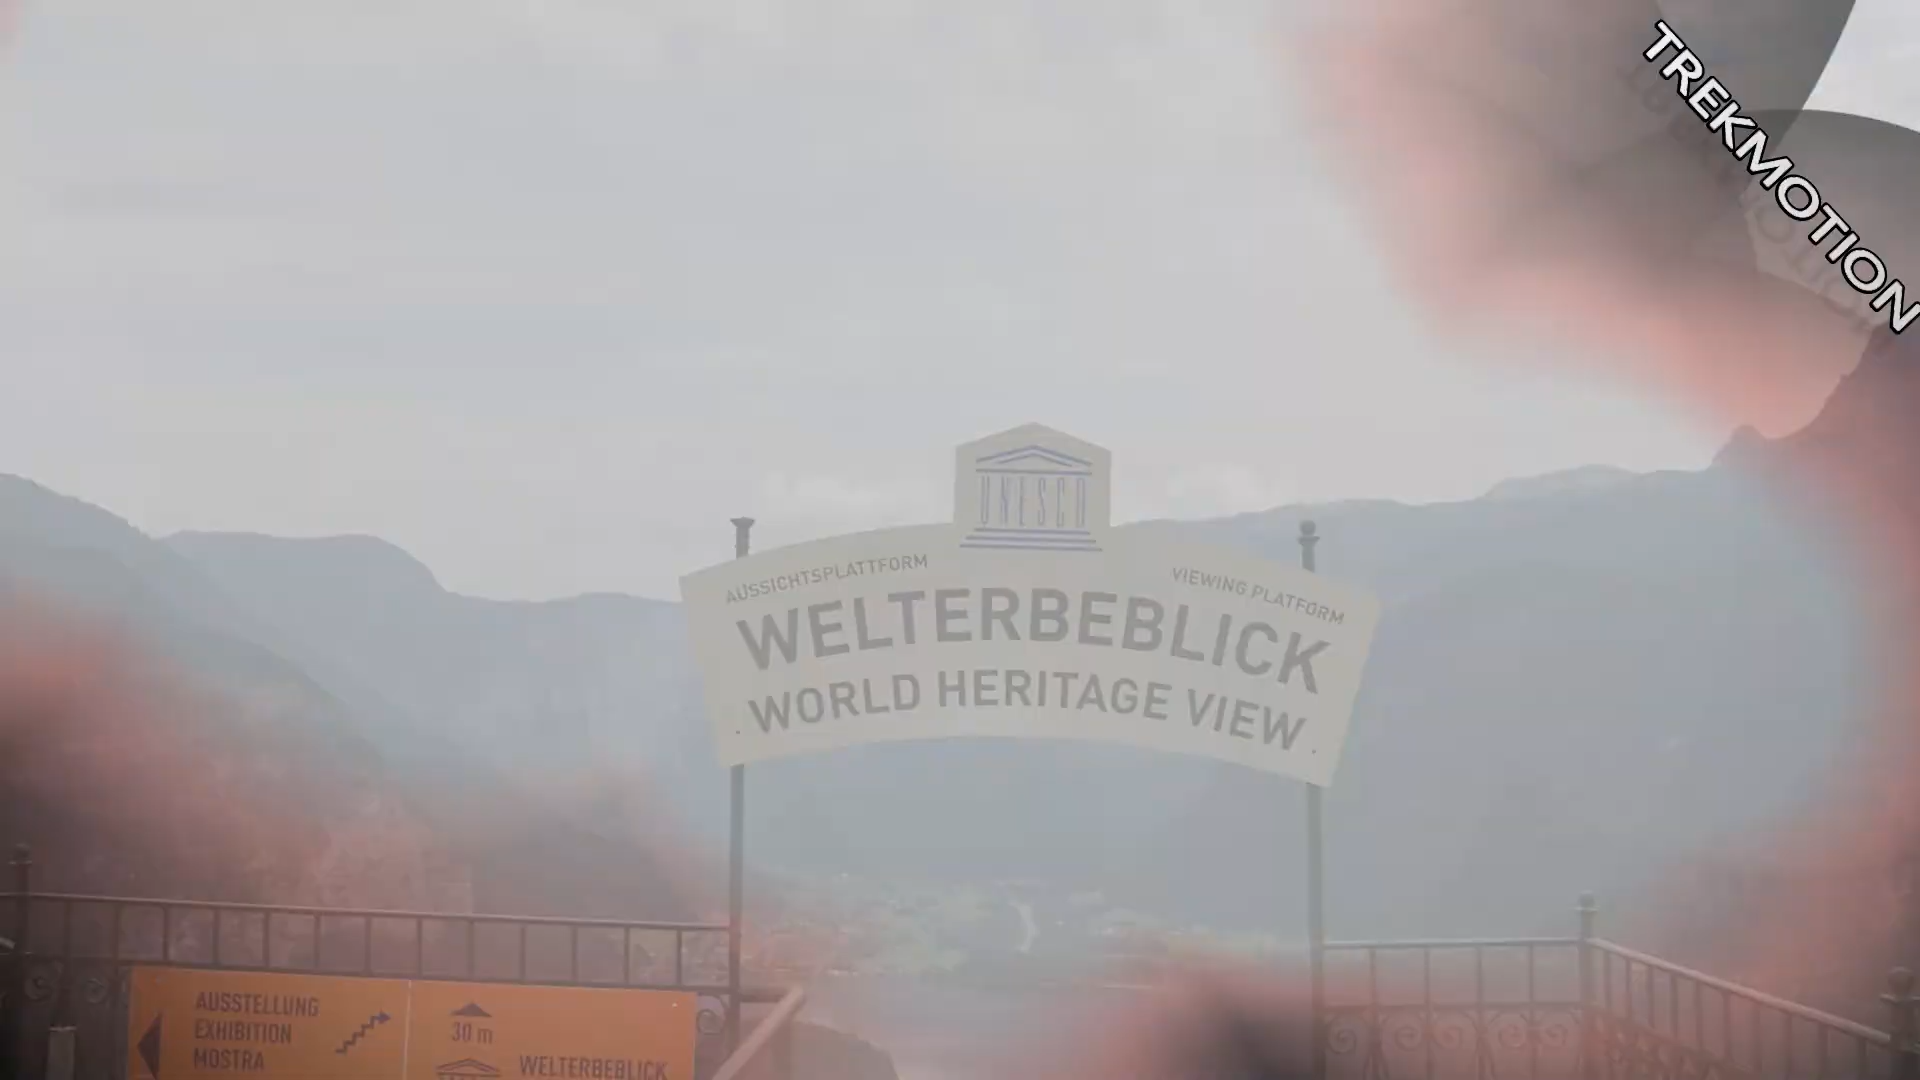 TREKMOTION
UNESCO
AUSSICHTSPLATTFORM
VIEWING PLATFORM
WELTERBEBLICK
WORLD HERITAGE VIEW
AUSSTELLUNG
EXHIBITION
MOSTRA
30 m
WELTERBEBLICK